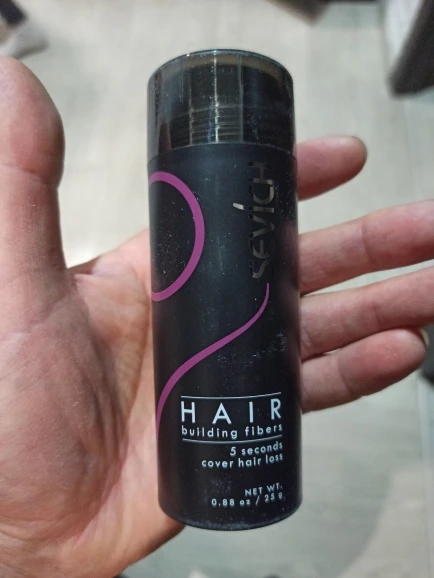 SEVICH
HAIR
building fibers
5 seconds
cover hair loss
NET WT.
0.88 oz / 25 g